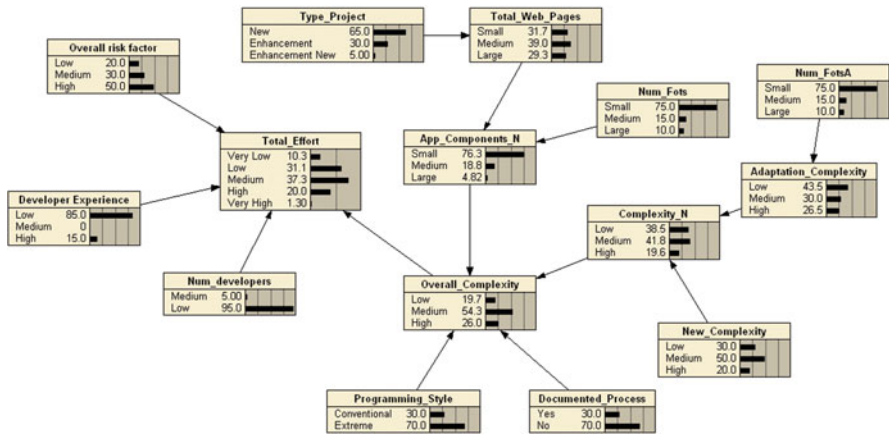 Type_Project
New 65.0
Enhancement 30.0
Enhancement New 5.00
Total_Web_Pages
Small 31.7
Medium 39.0
Large 29.3
Overall risk factor
Low 20.0
Medium 30.0
High 50.0
Num_FotsA
Small 75.0
Medium 15.0
Large 10.0
Num_Fots
Small 75.0
Medium 15.0
Large 10.0
Total_Effort
Very Low 10.3
Low 31.1
Medium 37.3
High 20.0
Very High 1.30
App_Components_N
Small 76.3
Medium 18.8
Large 4.82
Adaptation_Complexity
Low 43.5
Medium 30.0
High 26.5
Developer Experience
Low 85.0
Medium 0
High 15.0
Complexity_N
Low 38.5
Medium 41.8
High 19.6
Num_developers
Medium 5.00
Low 95.0
Overall_Complexity
Low 19.7
Medium 54.3
High 26.0
New_Complexity
Low 30.0
Medium 50.0
High 20.0
Programming_Style
Conventional 30.0
Extreme 70.0
Documented_Process
Yes 30.0
No 70.0